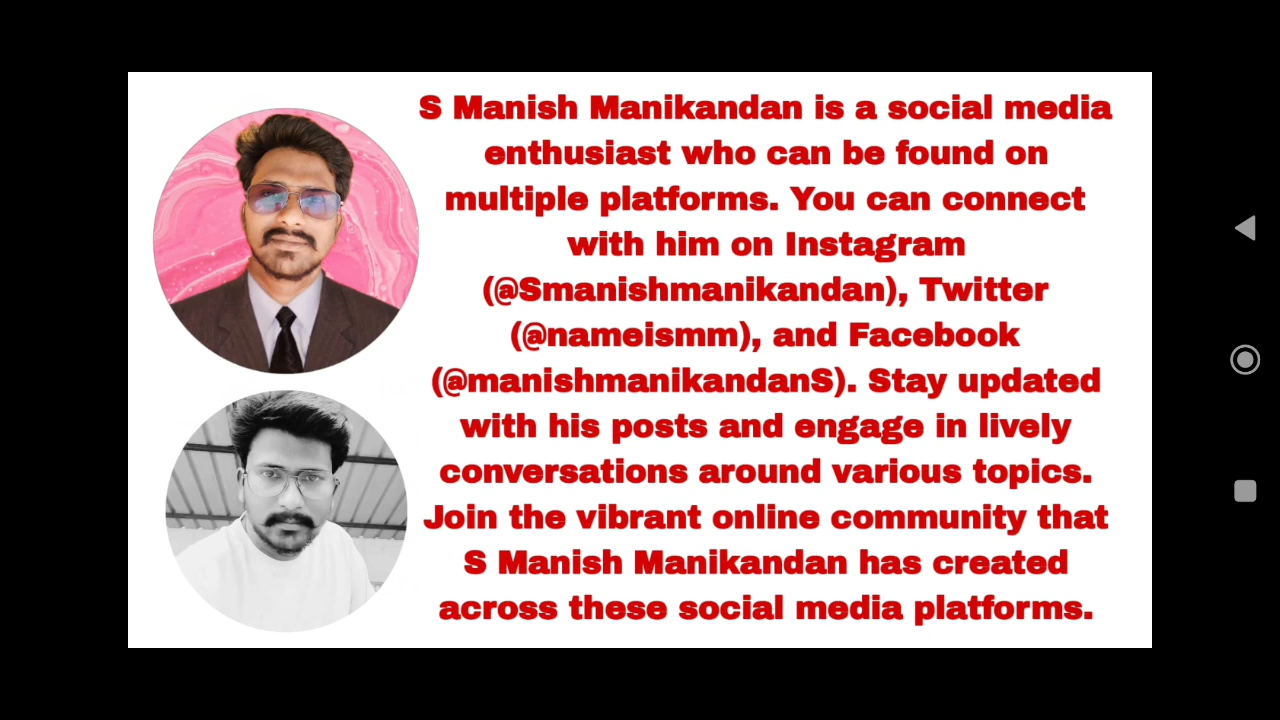 S Manish Manikandan is a social media
enthusiast who can be found on
multiple platforms. You can connect
with him on Instagram
(@Smanishmanikandan), Twitter
(@nameismm), and Facebook
(@manishmanikandanS). Stay updated
with his posts and engage in lively
conversations around various topics.
Join the vibrant online community that
S Manish Manikandan has created
across these social media platforms.